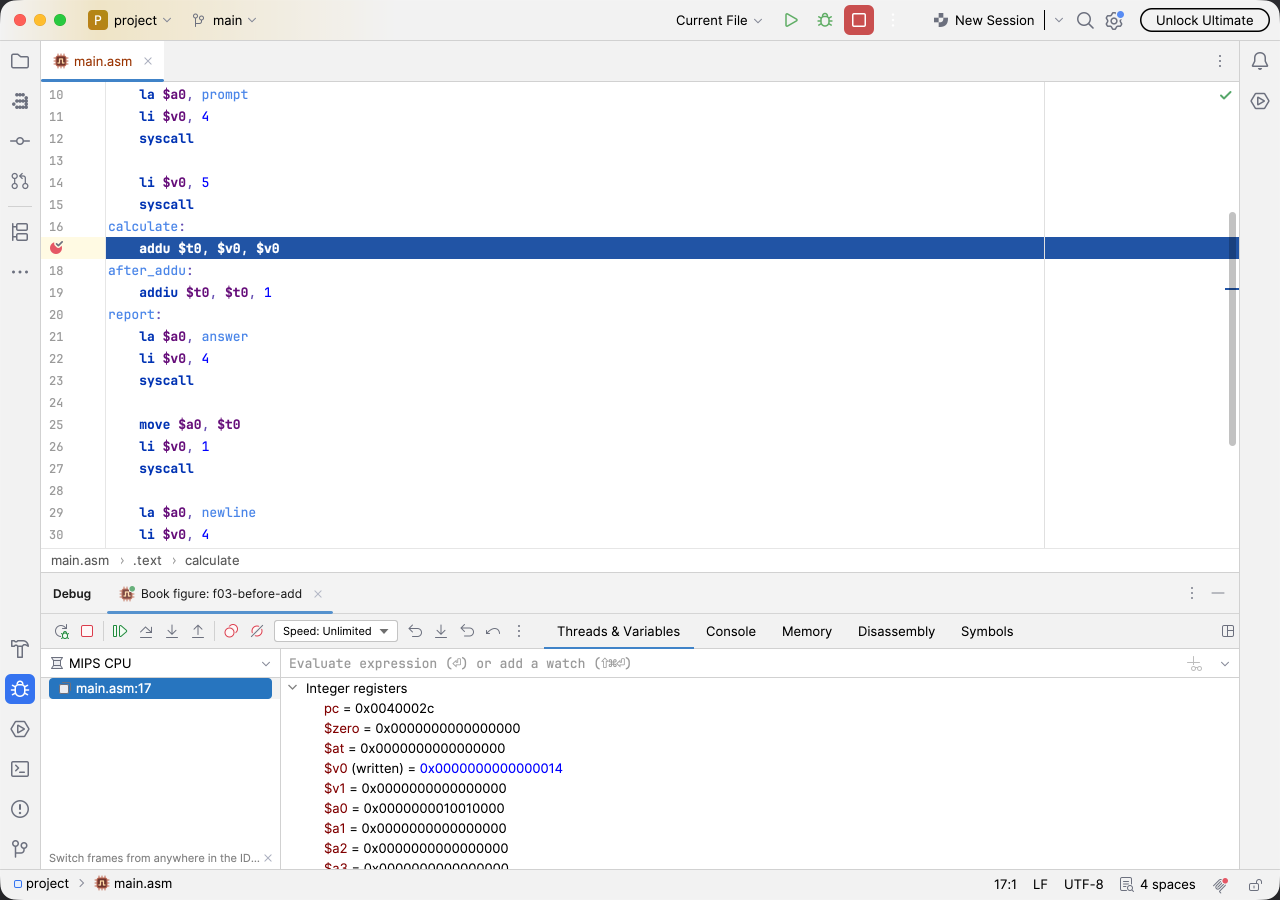 P project main Current File New Session Unlock Ultimate
main.asm
10 la $a0, prompt
11 li $v0, 4
12 syscall
13
14 li $v0, 5
15 syscall
16 calculate:
addu $t0, $v0, $v0
18 after_addu:
19 addiu $t0, $t0, 1
20 report:
21 la $a0, answer
22 li $v0, 4
23 syscall
24
25 move $a0, $t0
26 li $v0, 1
27 syscall
28
29 la $a0, newline
30 li $v0, 4
main.asm › .text › calculate
Debug Book figure: f03-before-add
Speed: Unlimited Threads & Variables Console Memory Disassembly Symbols
MIPS CPU Evaluate expression (⏎) or add a watch (⇧⌘⏎)
main.asm:17 Integer registers
pc = 0x0040002c
$zero = 0x0000000000000000
$at = 0x0000000000000000
$v0 (written) = 0x0000000000000014
$v1 = 0x0000000000000000
$a0 = 0x0000000010010000
$a1 = 0x0000000000000000
$a2 = 0x0000000000000000
$a3 = 0x0000000000000000
Switch frames from anywhere in the ID...
project › main.asm 17:1 LF UTF-8 4 spaces